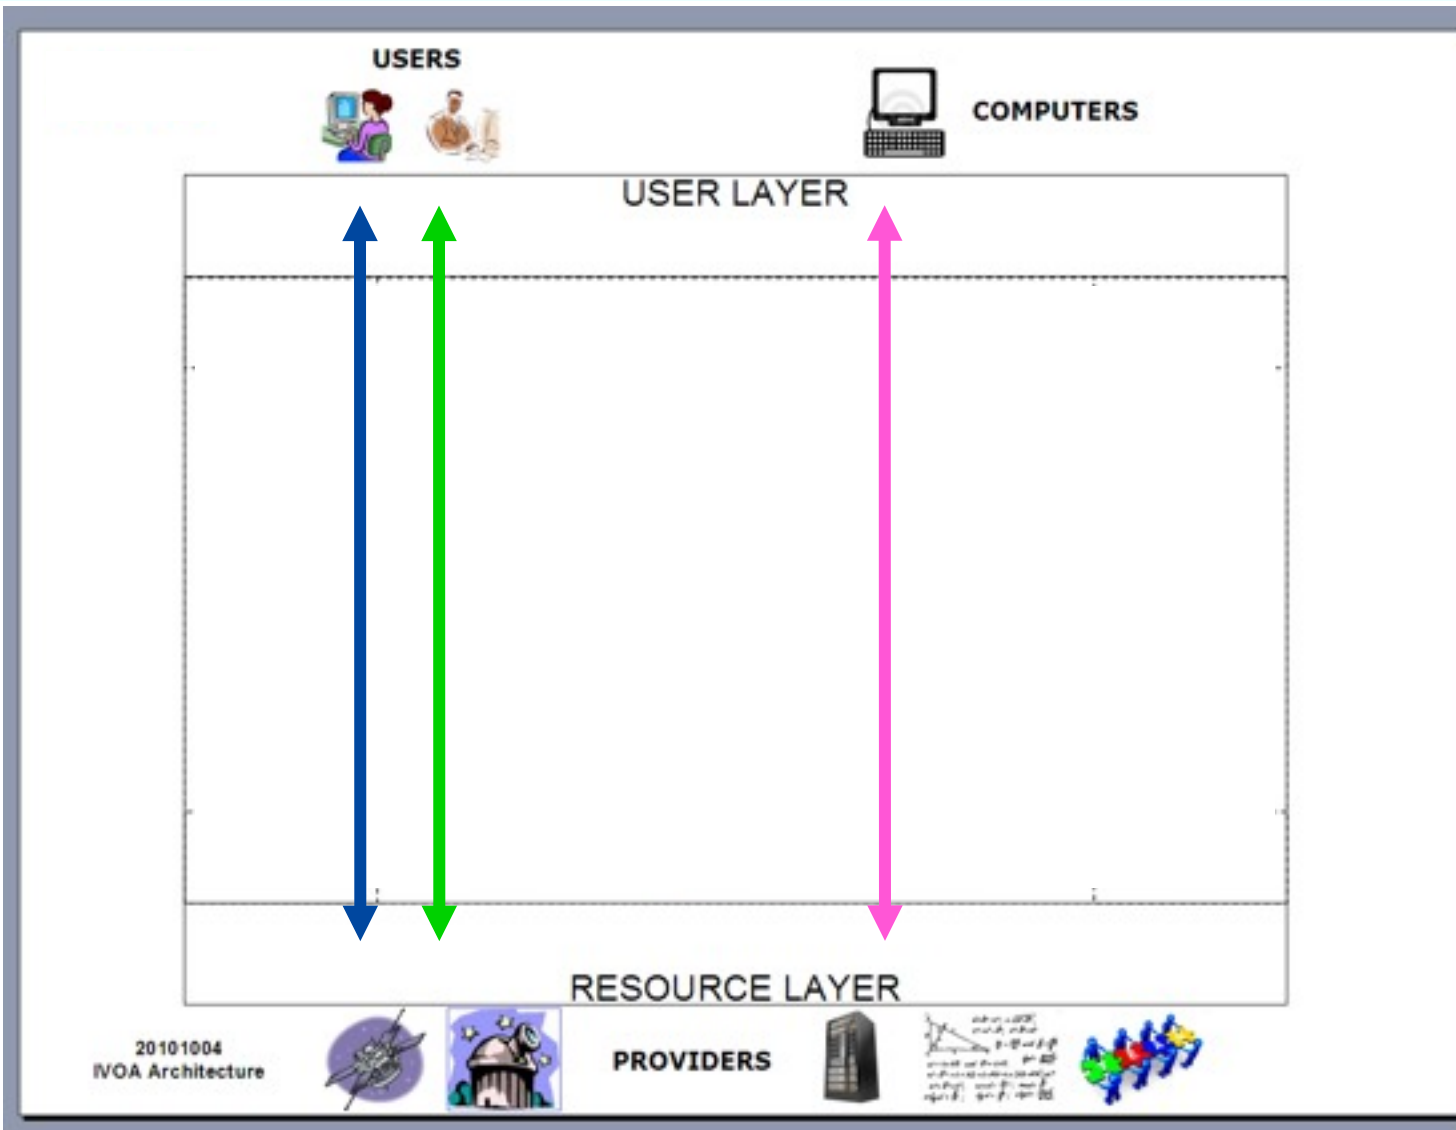 USERS
COMPUTERS
USER LAYER
RESOURCE LAYER
20101004
IVOA Architecture
PROVIDERS